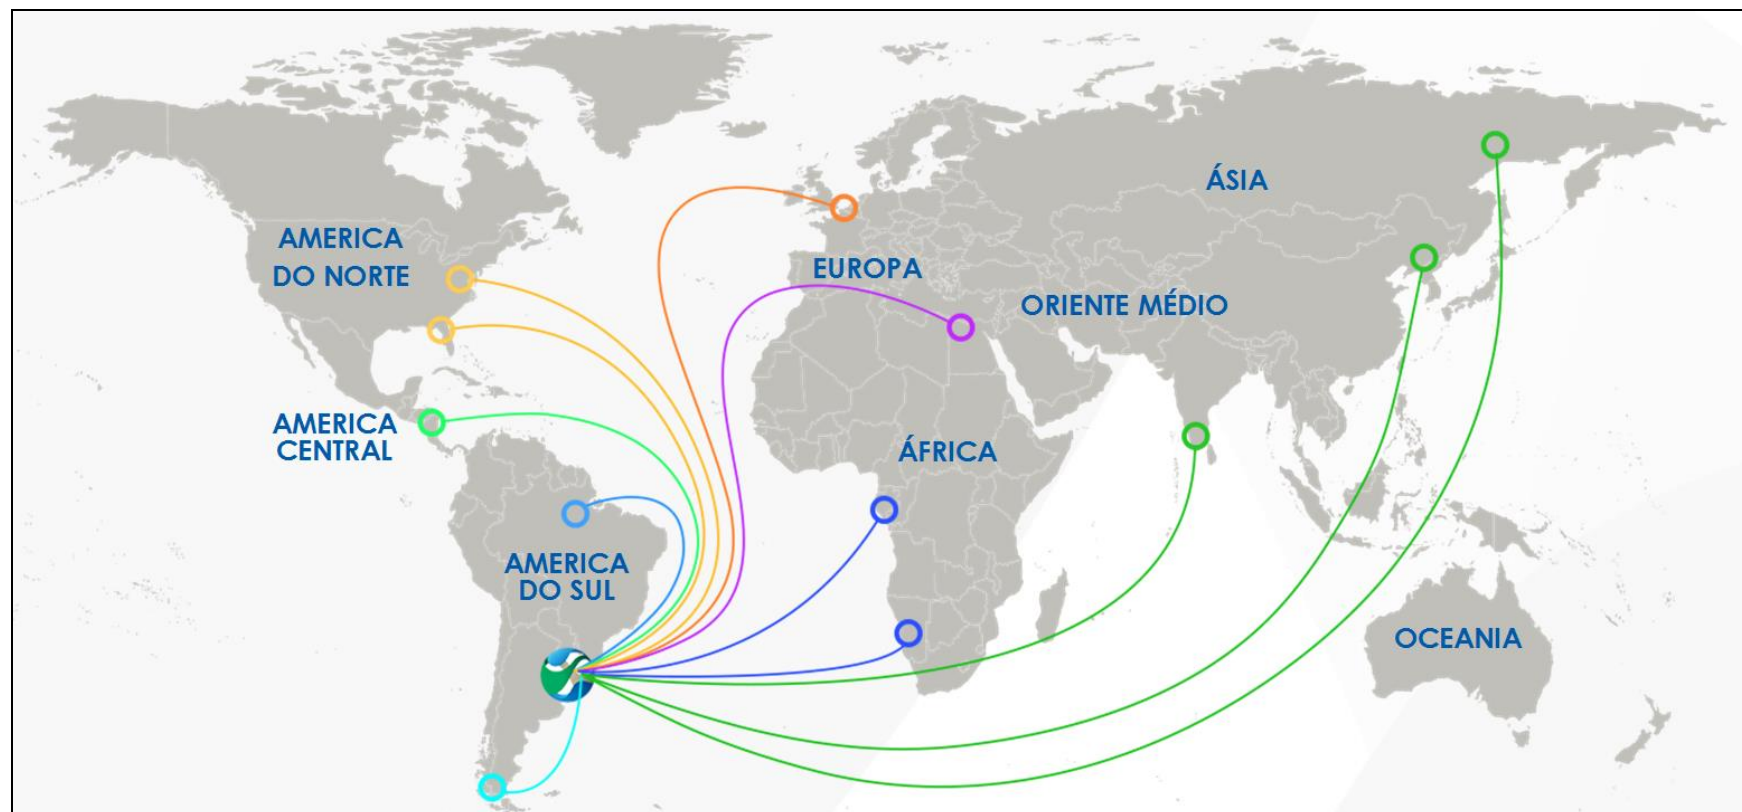 ÁSIA
AMERICA
DO NORTE
EUROPA
ORIENTE MÉDIO
AMERICA
CENTRAL
ÁFRICA
AMERICA
DO SUL
OCEANIA